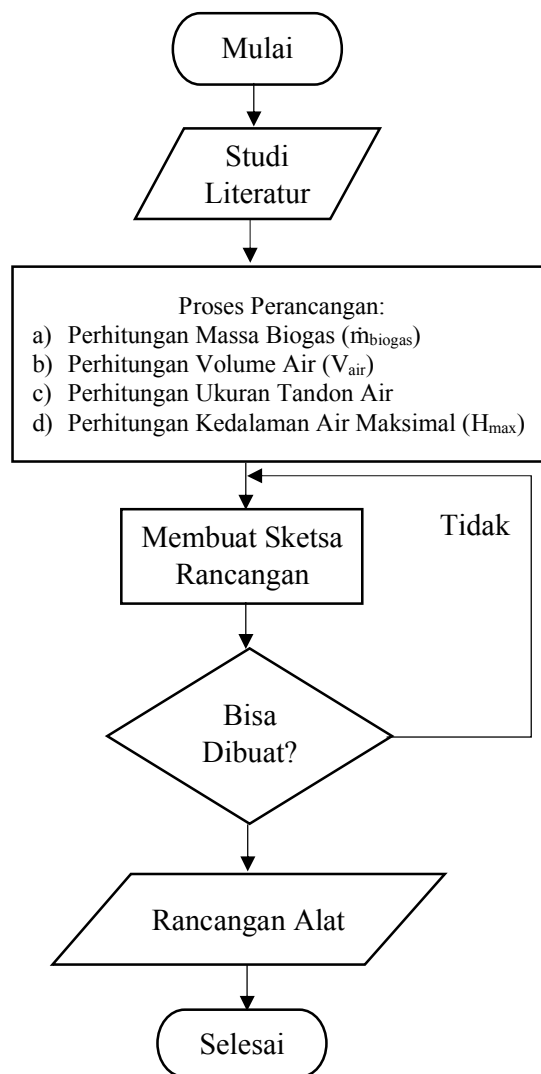 Mulai
Studi
Literatur
Proses Perancangan:
a) Perhitungan Massa Biogas (ṁbiogas)
b) Perhitungan Volume Air (Vair)
c) Perhitungan Ukuran Tandon Air
d) Perhitungan Kedalaman Air Maksimal (Hmax)
Tidak
Membuat Sketsa
Rancangan
Bisa
Dibuat?
Rancangan Alat
Selesai